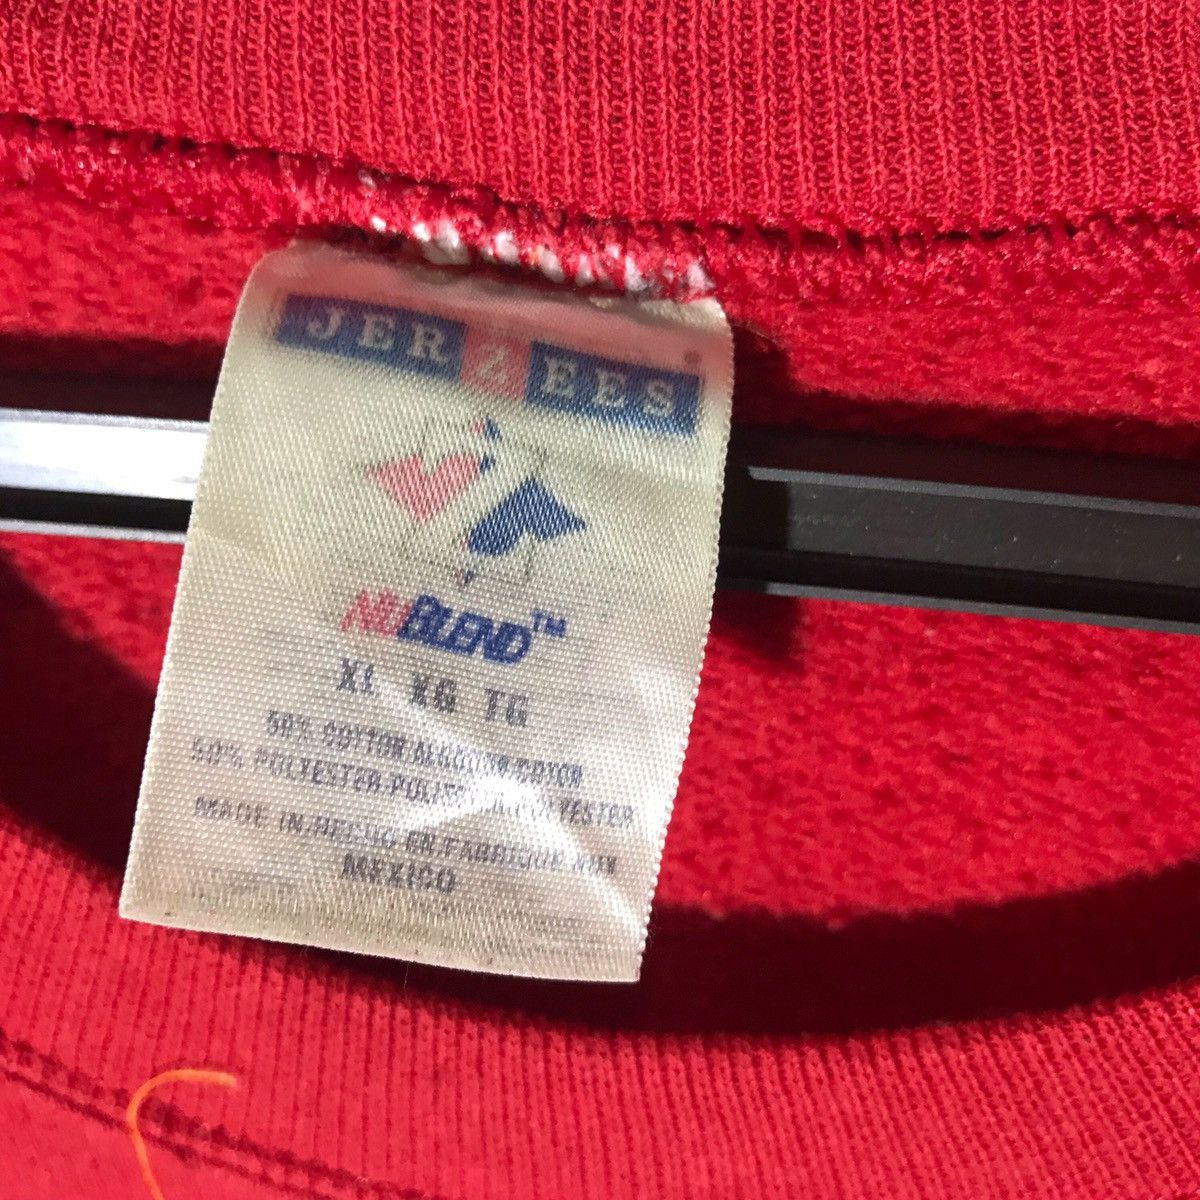 JERZEES
NUBLEND™
XL XG TG
50% COTTON.ALGODON.COTON
50% POLYESTER.POLIESTER.POLYESTER
MADE IN.HECHO EN.FABRIQUE AUX
MEXICO